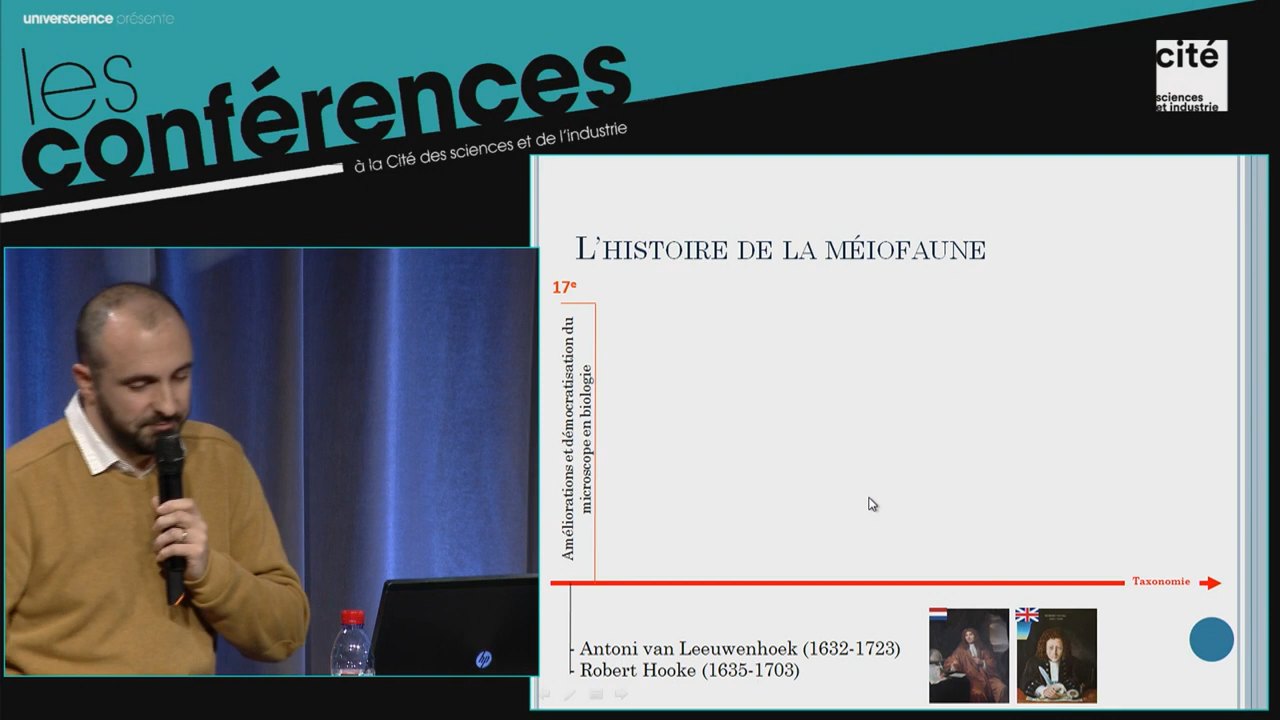 universcience présente
les
conférences
à la Cité des sciences et de l'industrie
cité
sciences
et industrie
L'HISTOIRE DE LA MÉIOFAUNE
17e
Améliorations et démocratisation du
microscope en biologie
Taxonomie
- Antoni van Leeuwenhoek (1632-1723)
- Robert Hooke (1635-1703)
hp